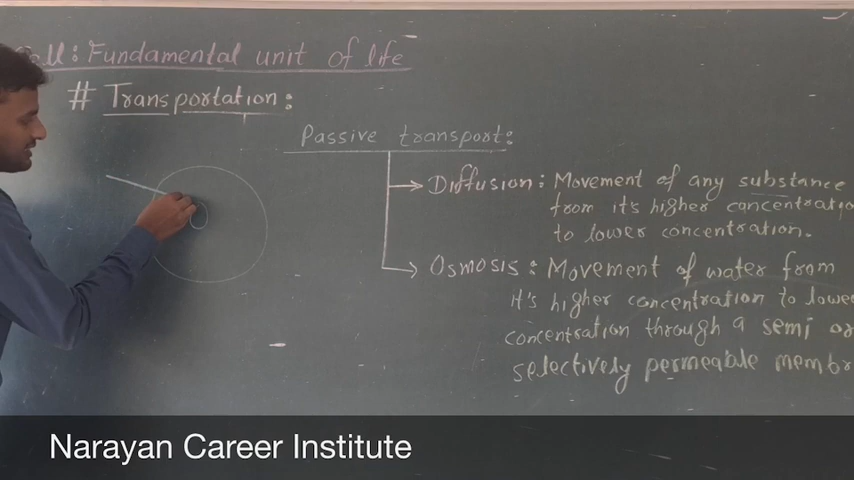 Cell: Fundamental unit of life
# Transportation:
Passive transport:
Diffusion: Movement of any substance
from it's higher concentratio
to lower concentration.
Osmosis: Movement of water from
It's higher concentration to lower
concentration through a semi or
selectively permeable membr
Narayan Career Institute